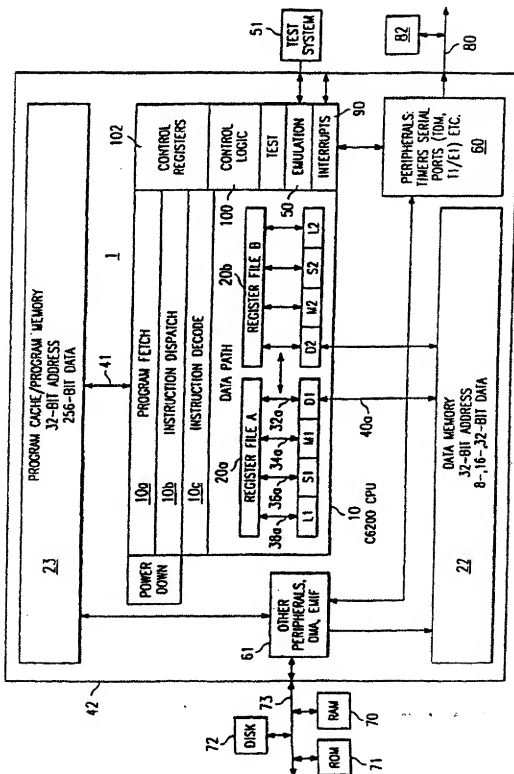 23
PROGRAM CACHE/PROGRAM MEMORY
32-BIT ADDRESS
256-BIT DATA
42
41
1
102
POWER
DOWN
10a
PROGRAM FETCH
10b
INSTRUCTION DISPATCH
10c
INSTRUCTION DECODE
DATA PATH
CONTROL
REGISTERS
CONTROL
LOGIC
100
TEST
50
EMULATION
INTERRUPTS
90
51
TEST
SYSTEM
20a
REGISTER FILE A
20b
REGISTER FILE B
38a
36a
34a
32a
L1
S1
M1
D1
D2
M2
S2
L2
10
C6200 CPU
40a
61
OTHER
PERIPHERALS,
DMA, EMIF
73
72
DISK
RAM
70
ROM
71
22
DATA MEMORY
32-BIT ADDRESS
8-,16-,32-BIT DATA
PERIPHERALS:
TIMERS SERIAL
PORTS (TDM,
T1/E1) ETC.
60
82
80